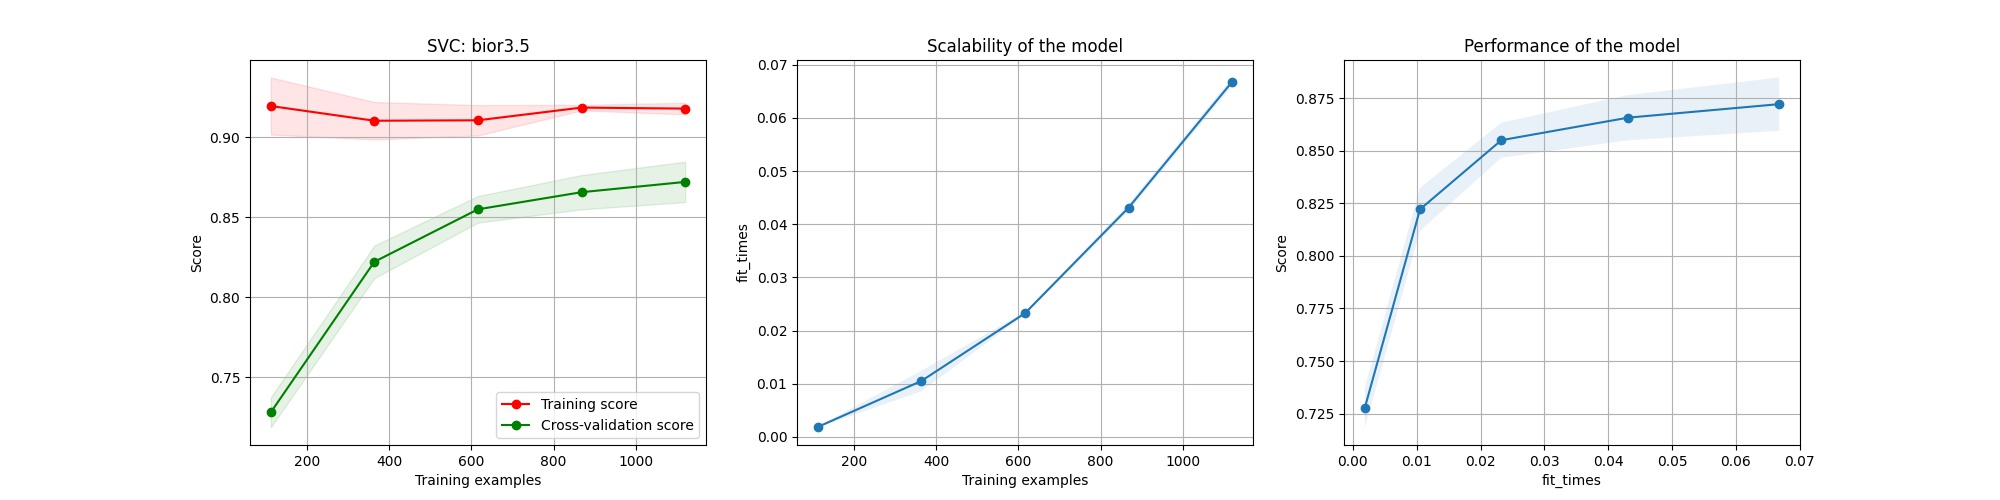 SVC: bior3.5
Score
0.90
0.85
0.80
0.75
200 400 600 800 1000
Training examples
Training score
Cross-validation score
Scalability of the model
fit_times
0.07
0.06
0.05
0.04
0.03
0.02
0.01
0.00
200 400 600 800 1000
Training examples
Performance of the model
Score
0.875
0.850
0.825
0.800
0.775
0.750
0.725
0.00 0.01 0.02 0.03 0.04 0.05 0.06 0.07
fit_times